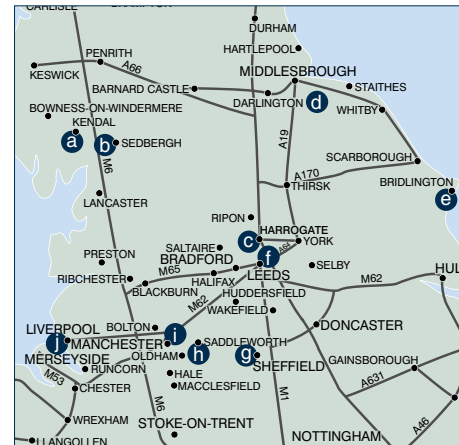 CARLISLE
DURHAM
HARTLEPOOL
PENRITH
A66
MIDDLESBROUGH
KESWICK
BARNARD CASTLE
STAITHES
DARLINGTON
d
BOWNESS-ON-WINDERMERE
WHITBY
KENDAL
a
b
SEDBERGH
A19
M6
SCARBOROUGH
A170
THIRSK
BRIDLINGTON
e
LANCASTER
RIPON
HARROGATE
c
SALTAIRE
YORK
A64
f
PRESTON
BRADFORD
LEEDS
SELBY
RIBCHESTER
M65
HALIFAX
M62
HUL
BLACKBURN
HUDDERSFIELD
M62
WAKEFIELD
BOLTON
DONCASTER
LIVERPOOL
i
j
MANCHESTER
SADDLEWORTH
MERSEYSIDE
OLDHAM
h
g
SHEFFIELD
GAINSBOROUGH
RUNCORN
HALE
M53
CHESTER
MACCLESFIELD
A631
M1
M6
WREXHAM
A46
STOKE-ON-TRENT
NOTTINGHAM
LLANGOLLEN